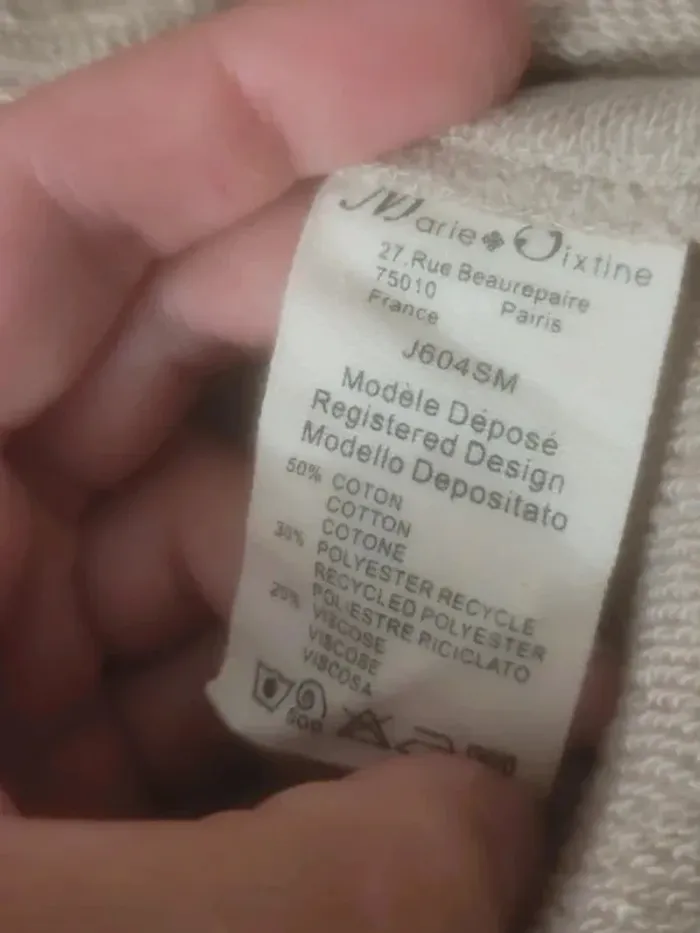 Marie Sixtine
27.Rue Beaurepaire
75010 Pairis
France
J604SM
Modèle Déposé
Registered Design
Modello Depositato
50% COTON
COTTON
COTONE
30% POLYESTER RECYCLE
RECYCLED POLYESTER
POLIESTRE RICICLATO
20% VISCOSE
VISCOSE
VISCOSA